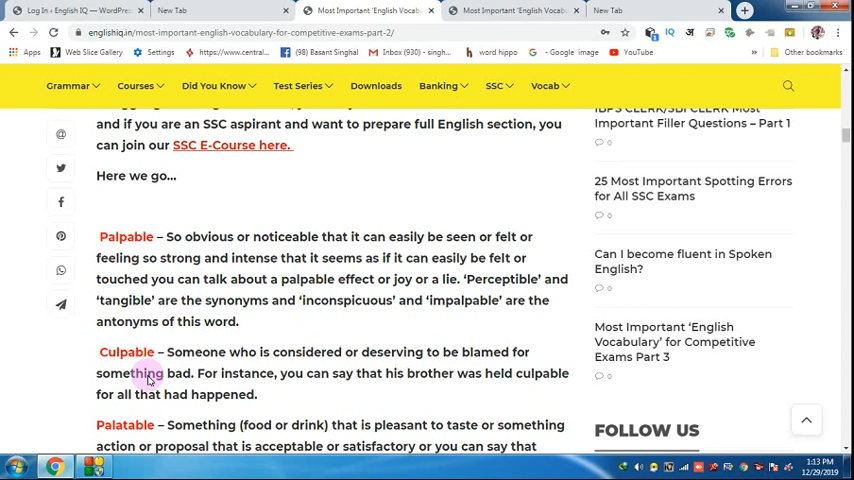 Log In ‹ English IQ — WordPres
New Tab
Most Important 'English Vocabul
Most Important 'English Vocabul
New Tab
englishiq.in/most-important-english-vocabulary-for-competitive-exams-part-2/
Apps
Web Slice Gallery
Settings
https://www.central...
(98) Basant Singhal
Inbox (930) - singh...
word hippo
- Google image
YouTube
Other bookmarks
Grammar
Courses
Did You Know
Test Series
Downloads
Banking
SSC
Vocab
and if you are an SSC aspirant and want to prepare full English section, you
can join our SSC E-Course here.
Here we go...
Palpable – So obvious or noticeable that it can easily be seen or felt or
feeling so strong and intense that it seems as if it can easily be felt or
touched you can talk about a palpable effect or joy or a lie. 'Perceptible' and
'tangible' are the synonyms and 'inconspicuous' and 'impalpable' are the
antonyms of this word.
Culpable – Someone who is considered or deserving to be blamed for
something bad. For instance, you can say that his brother was held culpable
for all that had happened.
Palatable – Something (food or drink) that is pleasant to taste or something
action or proposal that is acceptable or satisfactory or you can say that
IBPS CLERK/SBI CLERK Most
Important Filler Questions – Part 1
0
25 Most Important Spotting Errors
for All SSC Exams
0
Can I become fluent in Spoken
English?
0
Most Important 'English
Vocabulary' for Competitive
Exams Part 3
0
FOLLOW US
1:13 PM
12/29/2019